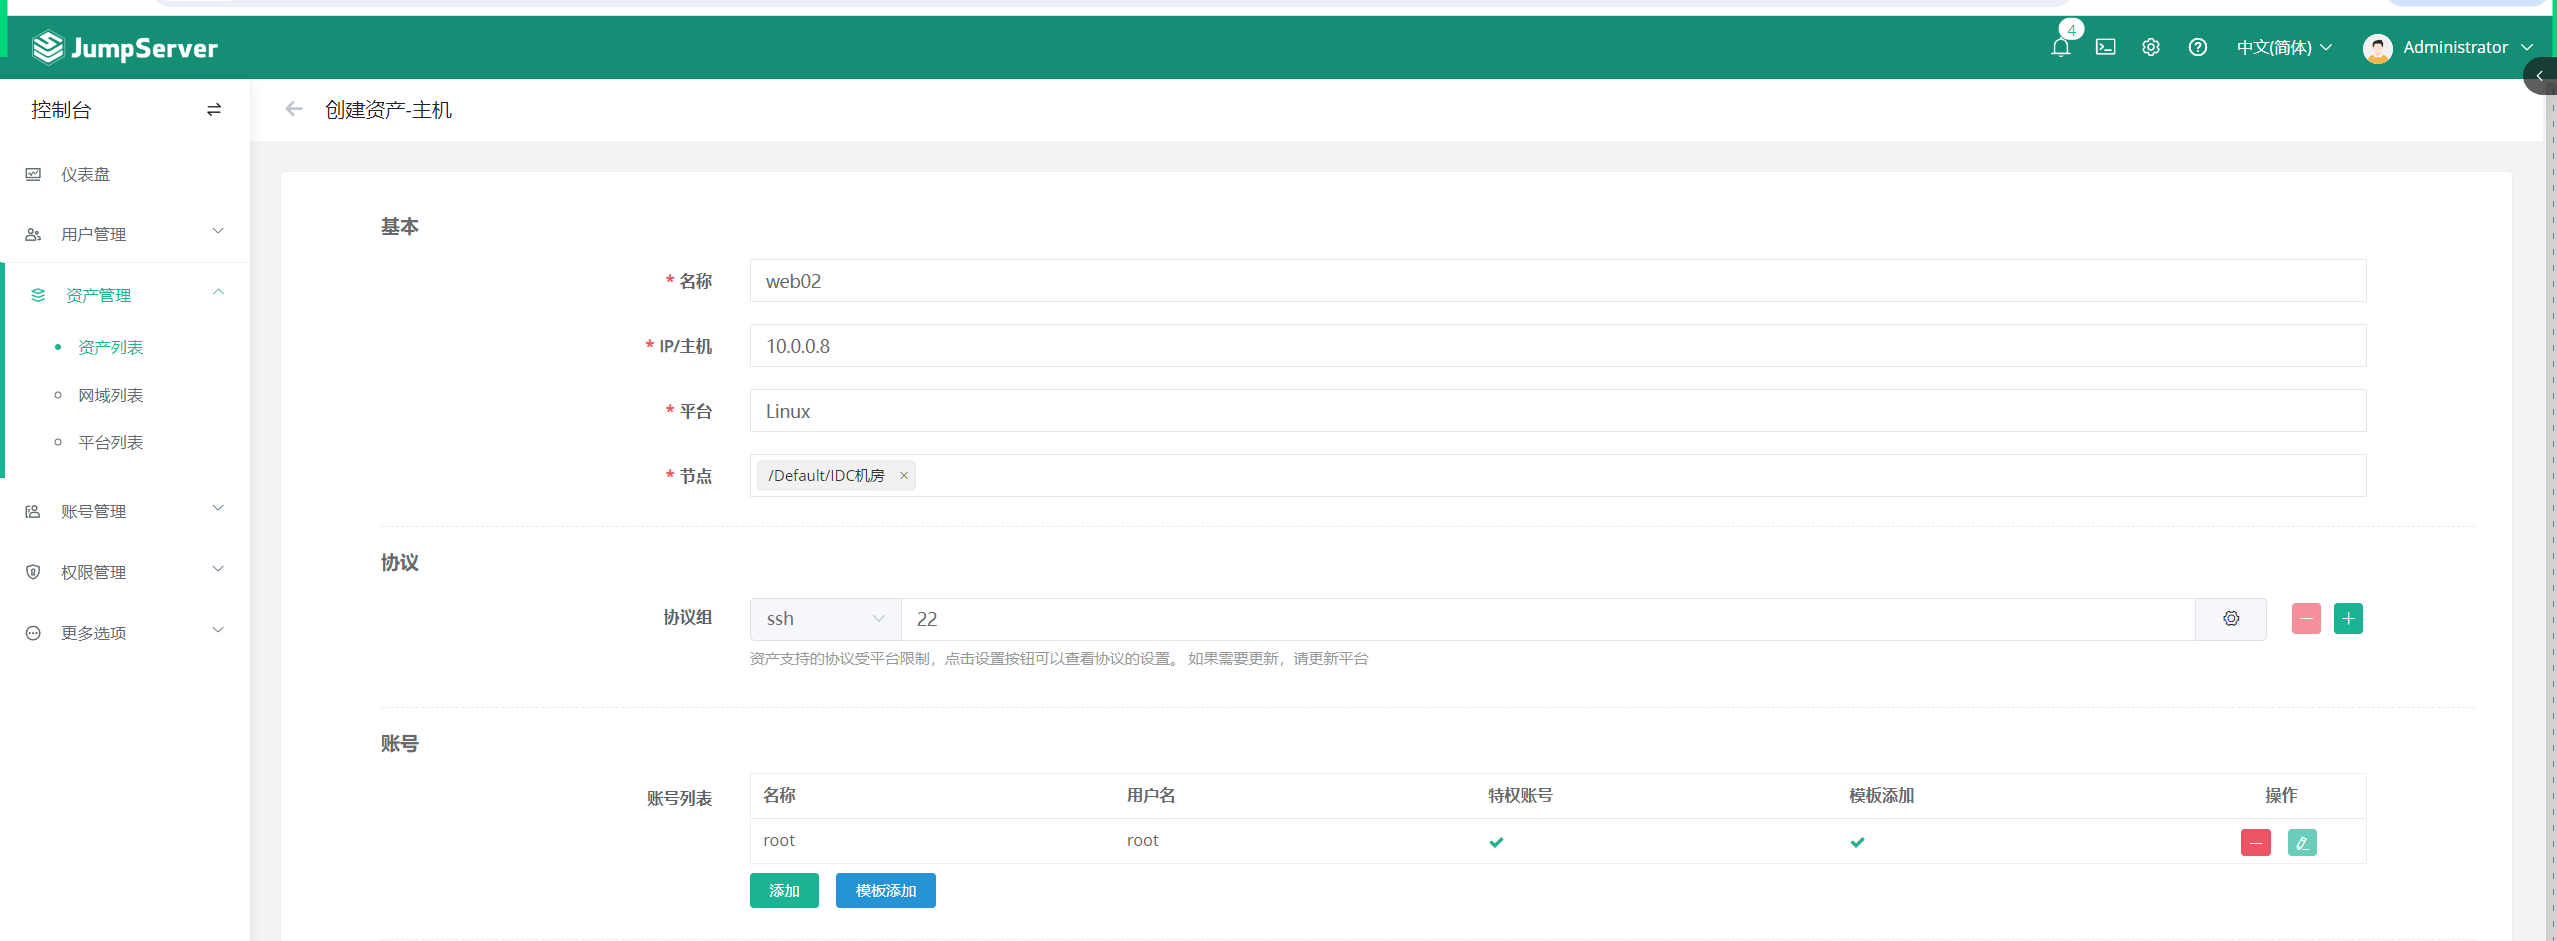 JumpServer
4
中文(简体)
Administrator
控制台
创建资产-主机
仪表盘
用户管理
资产管理
资产列表
网域列表
平台列表
账号管理
权限管理
更多选项
基本
* 名称
web02
* IP/主机
10.0.0.8
* 平台
Linux
* 节点
/Default/IDC机房 ×
协议
协议组
ssh
22
资产支持的协议受平台限制，点击设置按钮可以查看协议的设置。 如果需要更新，请更新平台
账号
账号列表
名称 用户名 特权账号 模板添加 操作
root root
添加 模板添加